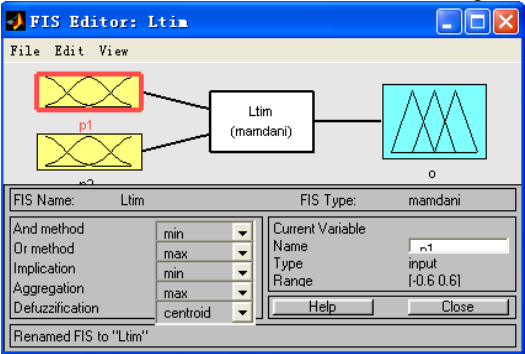 FIS Editor: Ltim
File Edit View
p1
Ltim
(mamdani)
o
FIS Name: Ltim FIS Type: mamdani
And method min
Or method max
Implication min
Aggregation max
Defuzzification centroid
Current Variable
Name p1
Type input
Range [-0.6 0.6]
Help Close
Renamed FIS to "Ltim"